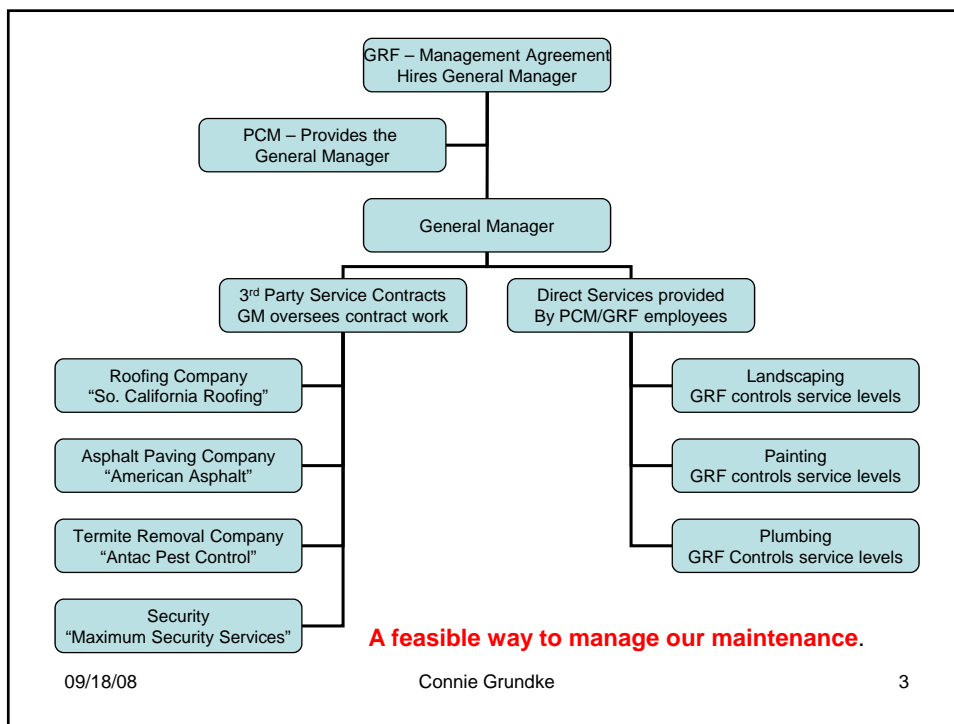 GRF – Management Agreement
Hires General Manager
PCM – Provides the
General Manager
General Manager
3rd Party Service Contracts
GM oversees contract work
Direct Services provided
By PCM/GRF employees
Roofing Company
“So. California Roofing”
Landscaping
GRF controls service levels
Asphalt Paving Company
“American Asphalt”
Painting
GRF controls service levels
Termite Removal Company
“Antac Pest Control”
Plumbing
GRF Controls service levels
Security
“Maximum Security Services”
A feasible way to manage our maintenance.
09/18/08
Connie Grundke
3